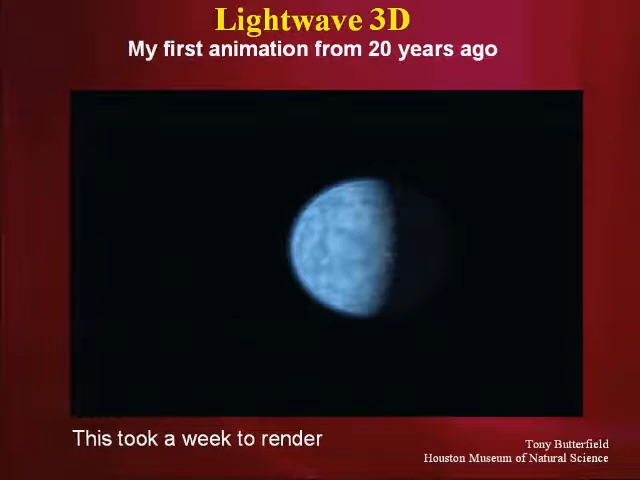 Lightwave 3D
My first animation from 20 years ago
This took a week to render
Tony Butterfield
Houston Museum of Natural Science